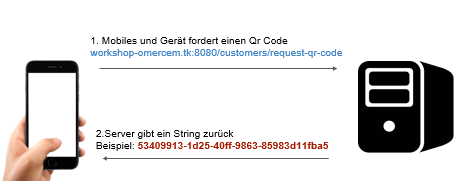 1. Mobiles und Gerät fordert einen Qr Code
workshop-omercem.tk:8080/customers/request-qr-code
2.Server gibt ein String zurück
Beispiel: 53409913-1d25-40ff-9863-85983d11fba5